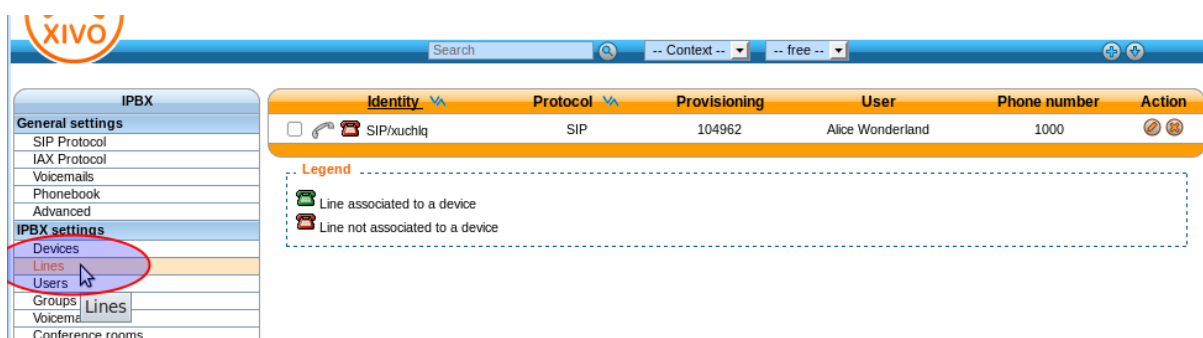 XIVO
Search
-- Context --
-- free --
IPBX
General settings
SIP Protocol
IAX Protocol
Voicemails
Phonebook
Advanced
IPBX settings
Devices
Lines
Users
Groups
Lines
Voicema
Conference rooms
Identity Protocol Provisioning User Phone number Action
SIP/xuchlq SIP 104962 Alice Wonderland 1000
Legend
Line associated to a device
Line not associated to a device